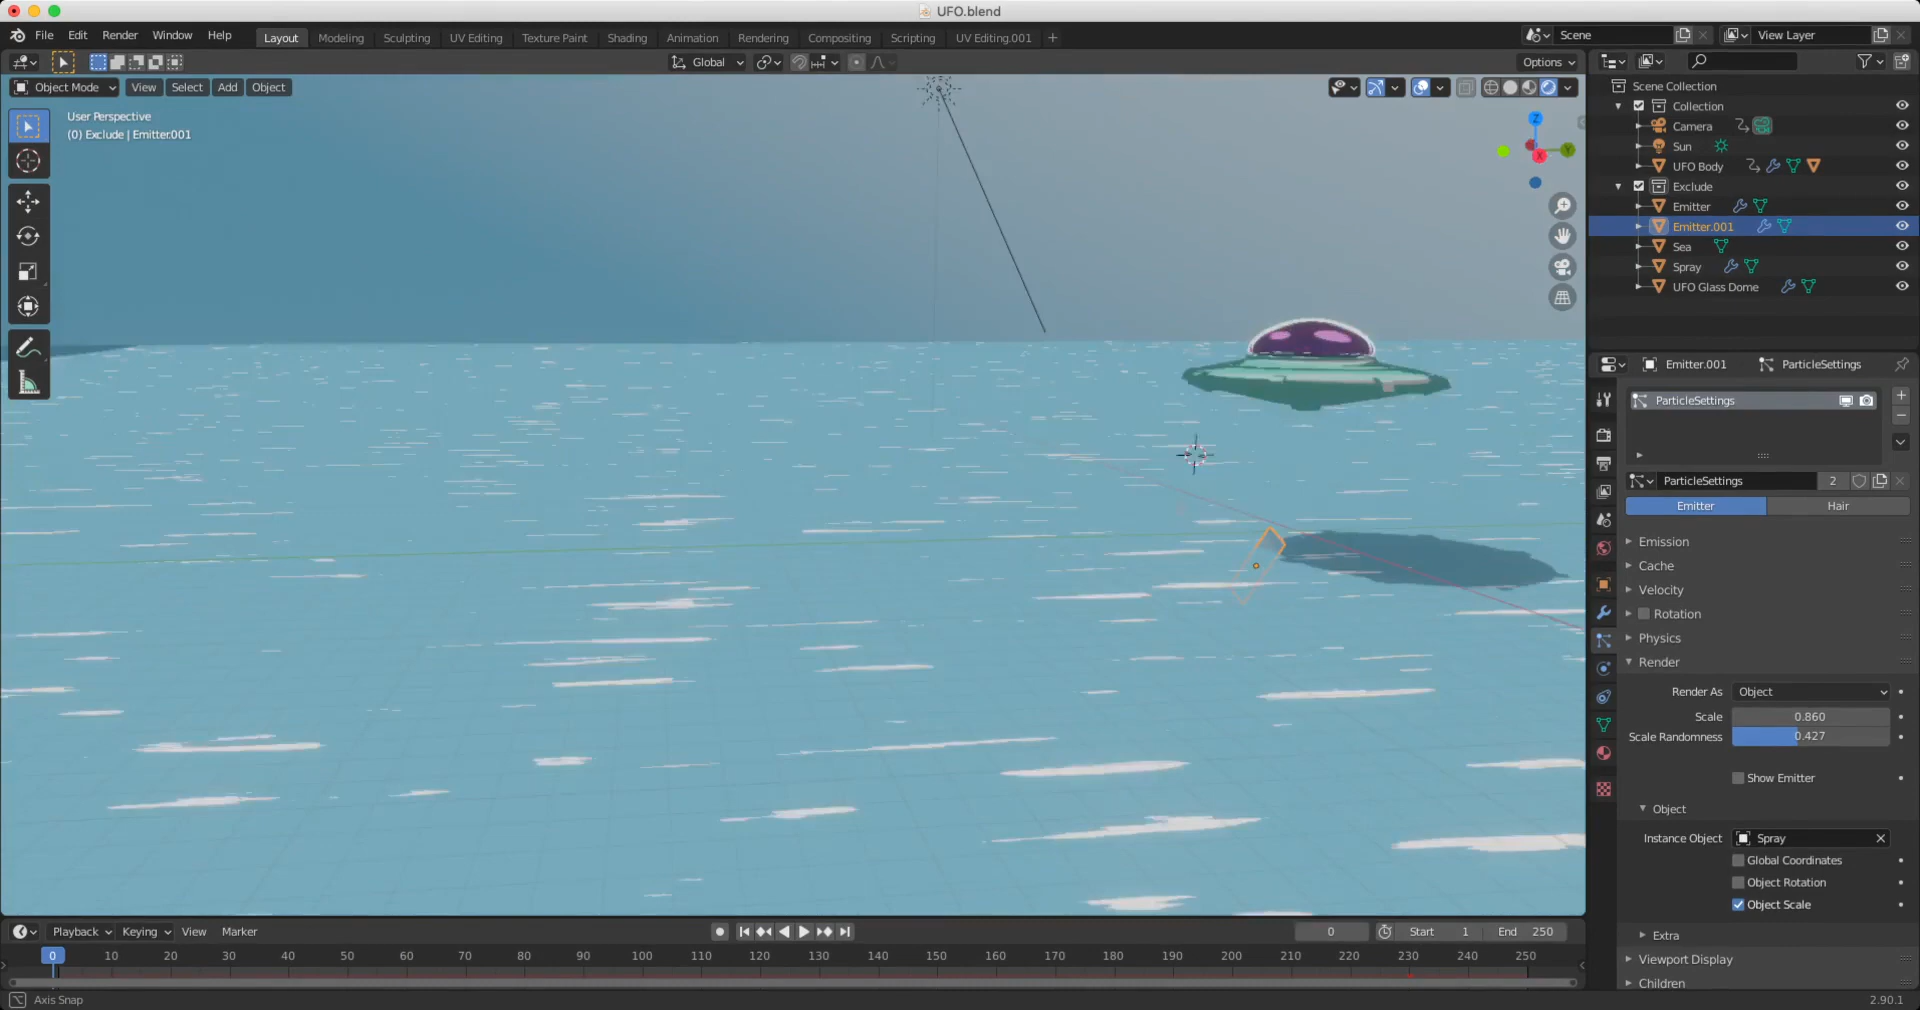 UFO.blend
File Edit Render Window Help Layout Modeling Sculpting UV Editing Texture Paint Shading Animation Rendering Compositing Scripting UV Editing.001 + Scene View Layer
Global Options
Object Mode View Select Add Object
User Perspective
(0) Exclude | Emitter.001
Z
Y
X
Scene Collection
Collection
Camera
Sun
UFO Body
Exclude
Emitter
Emitter.001
Sea
Spray
UFO Glass Dome
Emitter.001 ParticleSettings
ParticleSettings
ParticleSettings 2
Emitter Hair
Emission
Cache
Velocity
Rotation
Physics
Render
Render As Object
Scale 0.860
Scale Randomness 0.427
Show Emitter
Object
Instance Object Spray
Global Coordinates
Object Rotation
Object Scale
Extra
Viewport Display
Children
Playback Keying View Marker 0 Start 1 End 250
0 10 20 30 40 50 60 70 80 90 100 110 120 130 140 150 160 170 180 190 200 210 220 230 240 250
Axis Snap 2.90.1